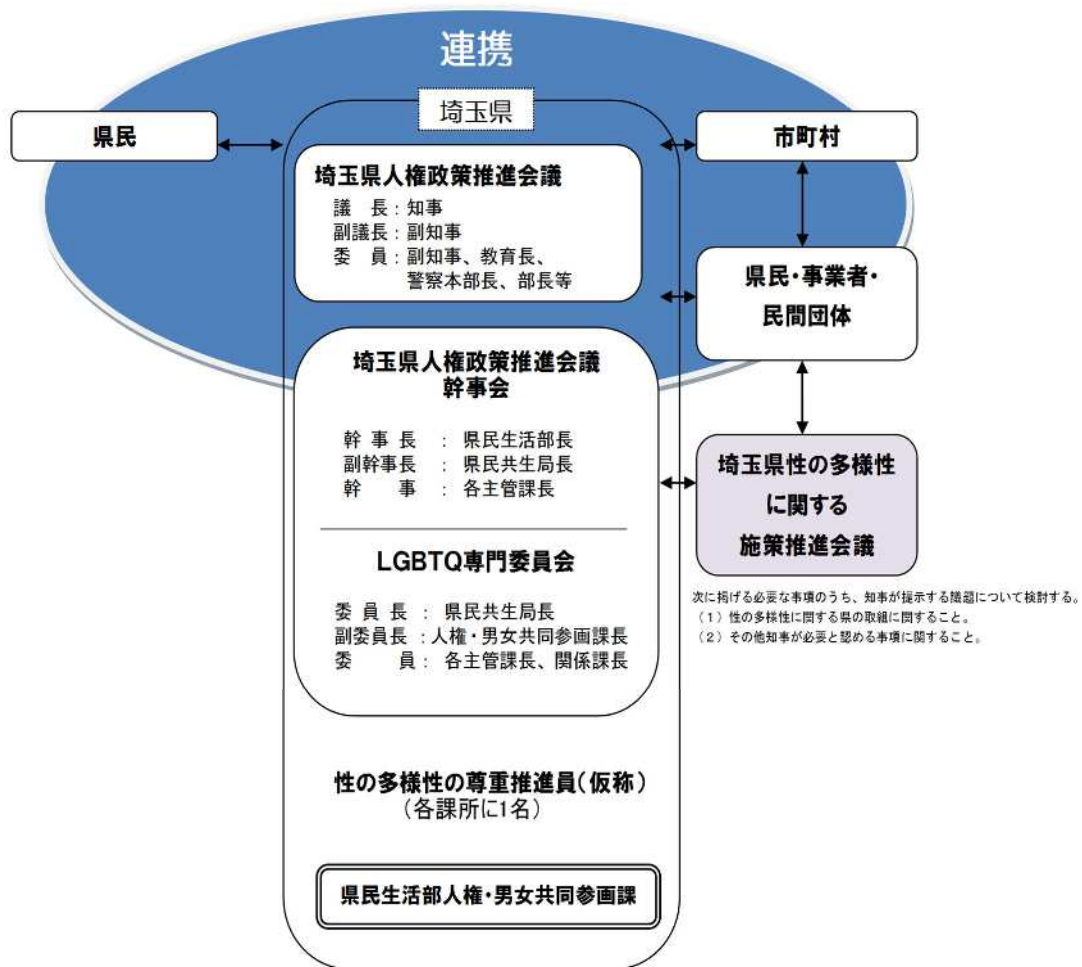 連携
埼玉県
県民
市町村
埼玉県人権政策推進会議
議　長：知事
副議長：副知事
委　員：副知事、教育長、
警察本部長、部長等
県民・事業者・
民間団体
埼玉県人権政策推進会議
幹事会
幹 事 長　：　県民生活部長
副幹事長　：　県民共生局長
幹　　事　：　各主管課長
埼玉県性の多様性
に関する
施策推進会議
LGBTQ専門委員会
委 員 長 ：　県民共生局長
副委員長 ：人権・男女共同参画課長
委　　員 ：　各主管課長、関係課長
次に掲げる必要な事項のうち、知事が提示する議題について検討する。
（１）性の多様性に関する県の取組に関すること。
（２）その他知事が必要と認める事項に関すること。
性の多様性の尊重推進員（仮称）
（各課所に1名）
県民生活部人権・男女共同参画課